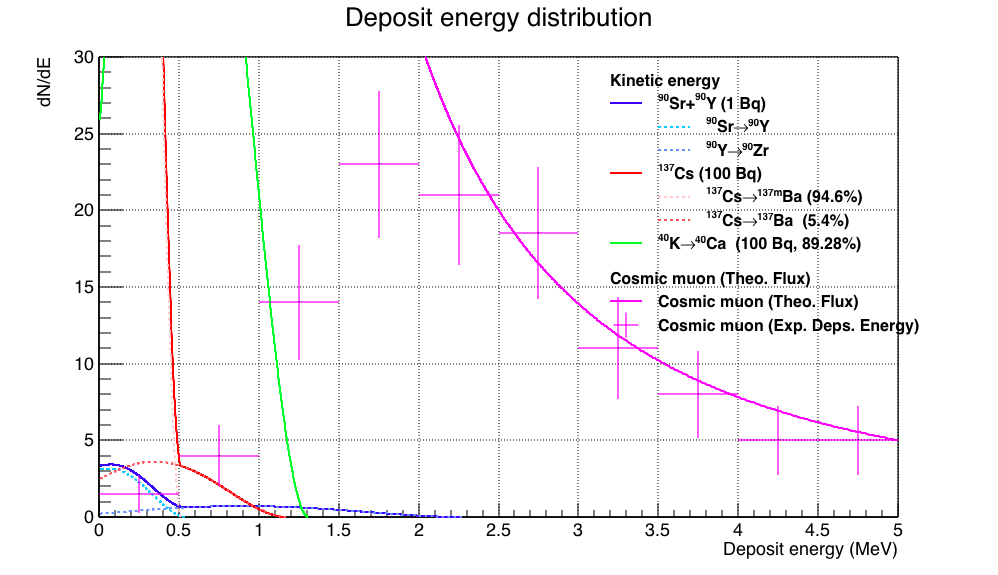 Deposit energy distribution
dN/dE
30
25
20
15
10
5
0
Kinetic energy
⁹⁰Sr+⁹⁰Y (1 Bq)
⁹⁰Sr→⁹⁰Y
⁹⁰Y→⁹⁰Zr
¹³⁷Cs (100 Bq)
¹³⁷Cs→¹³⁷ᵐBa (94.6%)
¹³⁷Cs→¹³⁷Ba (5.4%)
⁴⁰K→⁴⁰Ca (100 Bq, 89.28%)
Cosmic muon (Theo. Flux)
Cosmic muon (Theo. Flux)
Cosmic muon (Exp. Deps. Energy)
0 0.5 1 1.5 2 2.5 3 3.5 4 4.5 5
Deposit energy (MeV)